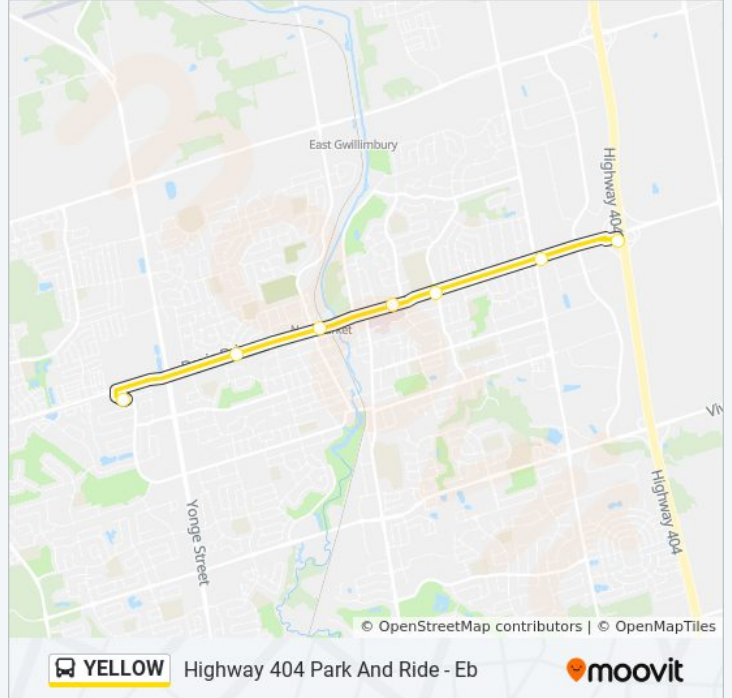 East Gwillimbury
Highway 404
Yonge Street
Highway 404
© OpenStreetMap contributors | © OpenMapTiles
YELLOW Highway 404 Park And Ride - Eb moovit